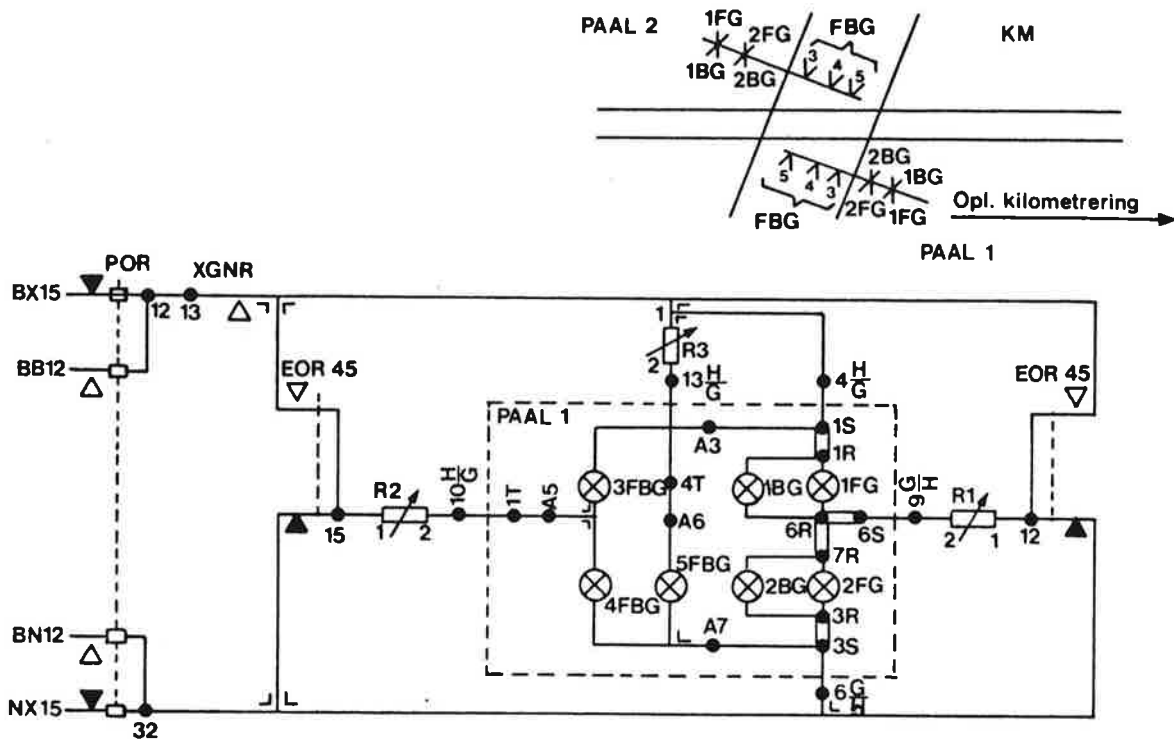 PAAL 2
1FG
2FG
FBG
KM
1BG
2BG
3
4
5
5
4
3
2BG
1BG
FBG
2FG
1FG
Opl. kilometrering
PAAL 1
POR
XGNR
BX15
12
13
1
R3
2
BB12
EOR 45
13 H/G
4 H/G
EOR 45
PAAL 1
A3
1S
1R
10 H/G
1T
A5
3FBG
4T
1BG
1FG
9 G/H
R2
R1
15
1
2
A6
6R
6S
2
1
12
7R
5FBG
4FBG
2BG
2FG
3R
BN12
A7
3S
NX15
32
6 G/H